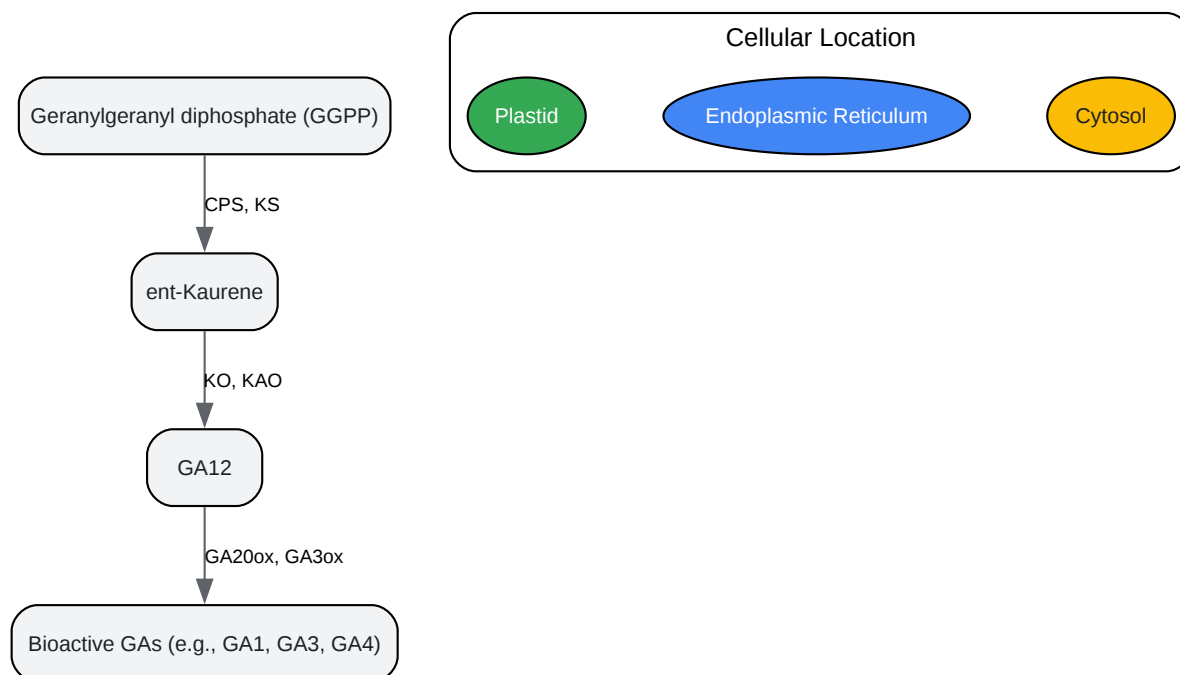 Cellular Location
Plastid
Endoplasmic Reticulum
Cytosol
Geranylgeranyl diphosphate (GGPP)
CPS, KS
ent-Kaurene
KO, KAO
GA12
GA20ox, GA3ox
Bioactive GAs (e.g., GA1, GA3, GA4)